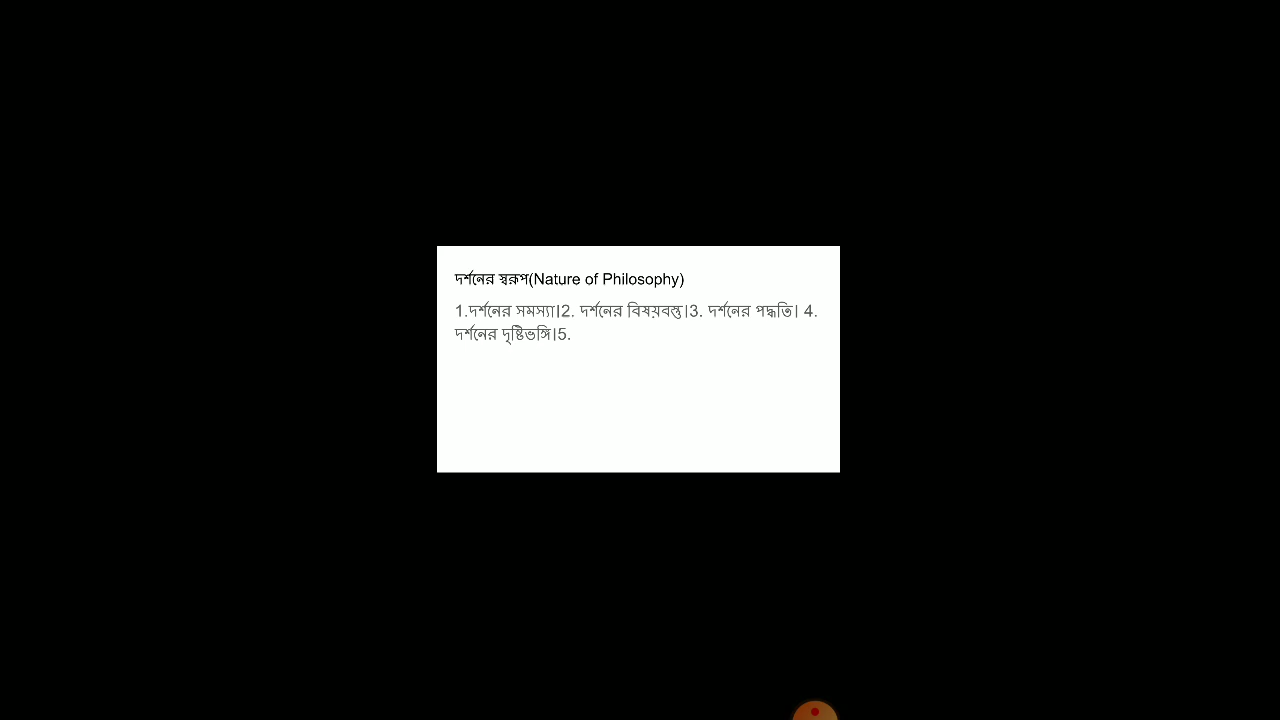 দর্শনের স্বরূপ(Nature of Philosophy)
1.দর্শনের সমস্যা।2. দর্শনের বিষয়বস্তু।3. দর্শনের পদ্ধতি। 4.
দর্শনের দৃষ্টিভঙ্গি।5.